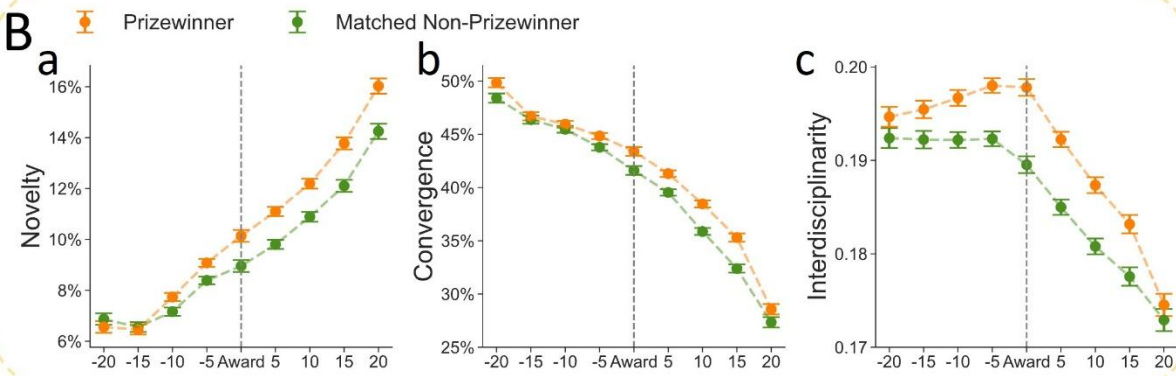 B
Prizewinner
Matched Non-Prizewinner
a
Novelty
16%
14%
12%
10%
8%
6%
-20 -15 -10 -5 Award 5 10 15 20
b
Convergence
50%
45%
40%
35%
30%
25%
-20 -15 -10 -5 Award 5 10 15 20
c
Interdisciplinarity
0.20
0.19
0.18
0.17
-20 -15 -10 -5 Award 5 10 15 20